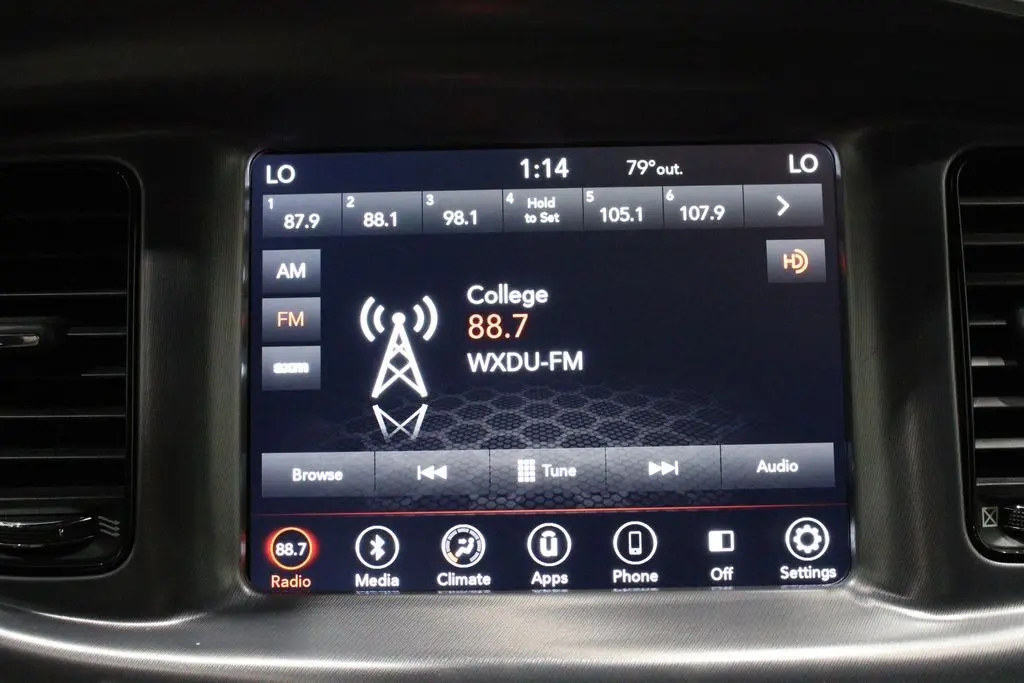 LO 1:14 79° out. LO
1 87.9 2 88.1 3 98.1 4 Hold to Set 5 105.1 6 107.9
AM
HD
FM
College
88.7
WXDU-FM
sxm
Browse Tune Audio
88.7
Radio Media Climate Apps Phone Off Settings